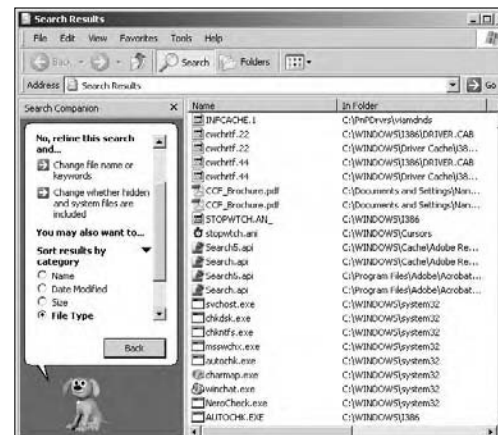 Search Results
File Edit View Favorites Tools Help
Back Search Folders
Address Search Results Go
Search Companion
No, refine this search and...
Change file name or keywords
Change whether hidden and system files are included
You may also want to...
Sort results by category
Name
Date Modified
Size
File Type
Back
Name In Folder
INFCACHE.1 C:\PnPDrvrs\viamdnds
cwchrtf.22 C:\WINDOWS\I386\DRIVER.CAB
cwchrtf.22 C:\WINDOWS\Driver Cache\i38...
cwchrtf.44 C:\WINDOWS\I386\DRIVER.CAB
cwchrtf.44 C:\WINDOWS\Driver Cache\i38...
CCF_Brochure.pdf C:\Documents and Settings\Nan...
CCF_Brochure.pdf C:\Documents and Settings\Nan...
STOPWTCH.AN_ C:\WINDOWS\I386
stopwtch.ani C:\WINDOWS\Cursors
Search5.api C:\WINDOWS\Cache\Adobe Re...
Search.api C:\WINDOWS\Cache\Adobe Re...
Search5.api C:\Program Files\Adobe\Acrobat...
Search.api C:\Program Files\Adobe\Acrobat...
svchost.exe C:\WINDOWS\system32
chkdsk.exe C:\WINDOWS\system32
chkntfs.exe C:\WINDOWS\system32
msswchx.exe C:\WINDOWS\system32
autochk.exe C:\WINDOWS\system32
charmap.exe C:\WINDOWS\system32
winchat.exe C:\WINDOWS\system32
NeroCheck.exe C:\WINDOWS\system32
AUTOCHK.EXE C:\WINDOWS\I386